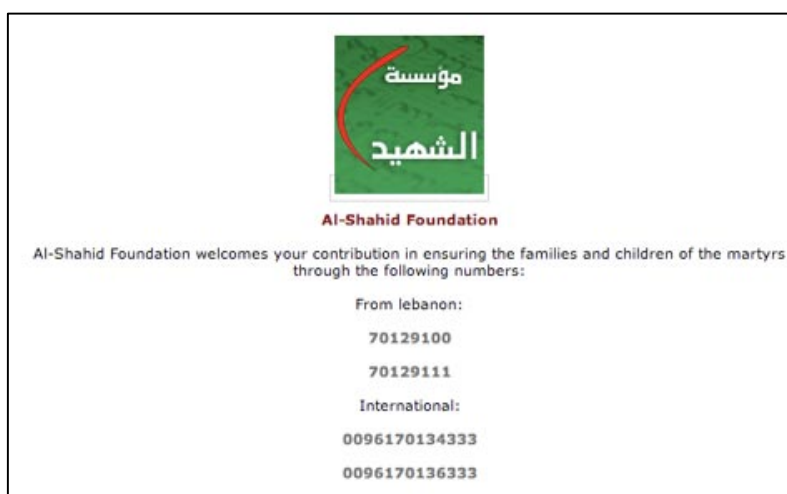 مؤسسة
الشهيد
Al-Shahid Foundation
Al-Shahid Foundation welcomes your contribution in ensuring the families and children of the martyrs
through the following numbers:
From lebanon:
70129100
70129111
International:
0096170134333
0096170136333